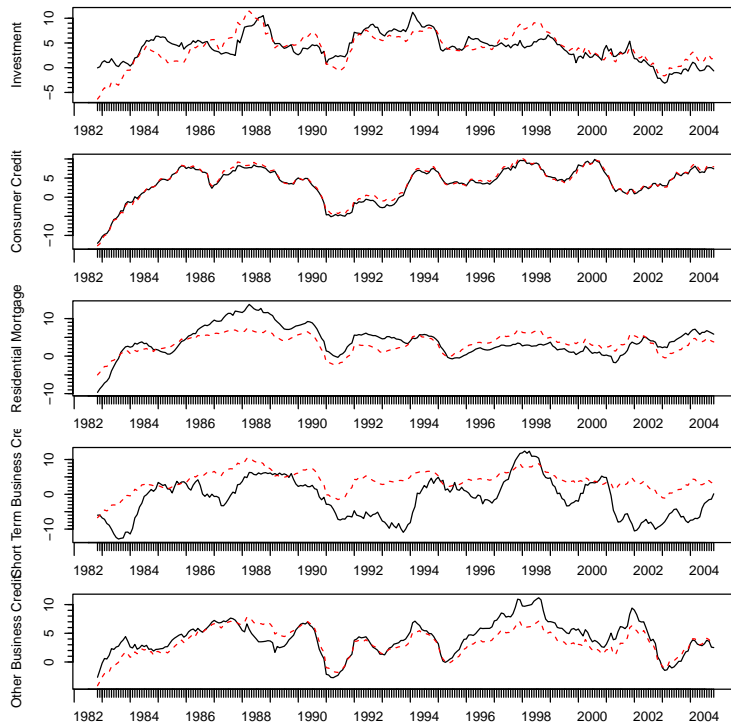 Investment
-5 0 5 10
1982 1984 1986 1988 1990 1992 1994 1996 1998 2000 2002 2004
Consumer Credit
-10 0 5 10
1982 1984 1986 1988 1990 1992 1994 1996 1998 2000 2002 2004
Residential Mortgage
-10 0 10
1982 1984 1986 1988 1990 1992 1994 1996 1998 2000 2002 2004
Short Term Business Cre
-10 0 10
1982 1984 1986 1988 1990 1992 1994 1996 1998 2000 2002 2004
Other Business Credit
0 5 10
1982 1984 1986 1988 1990 1992 1994 1996 1998 2000 2002 2004